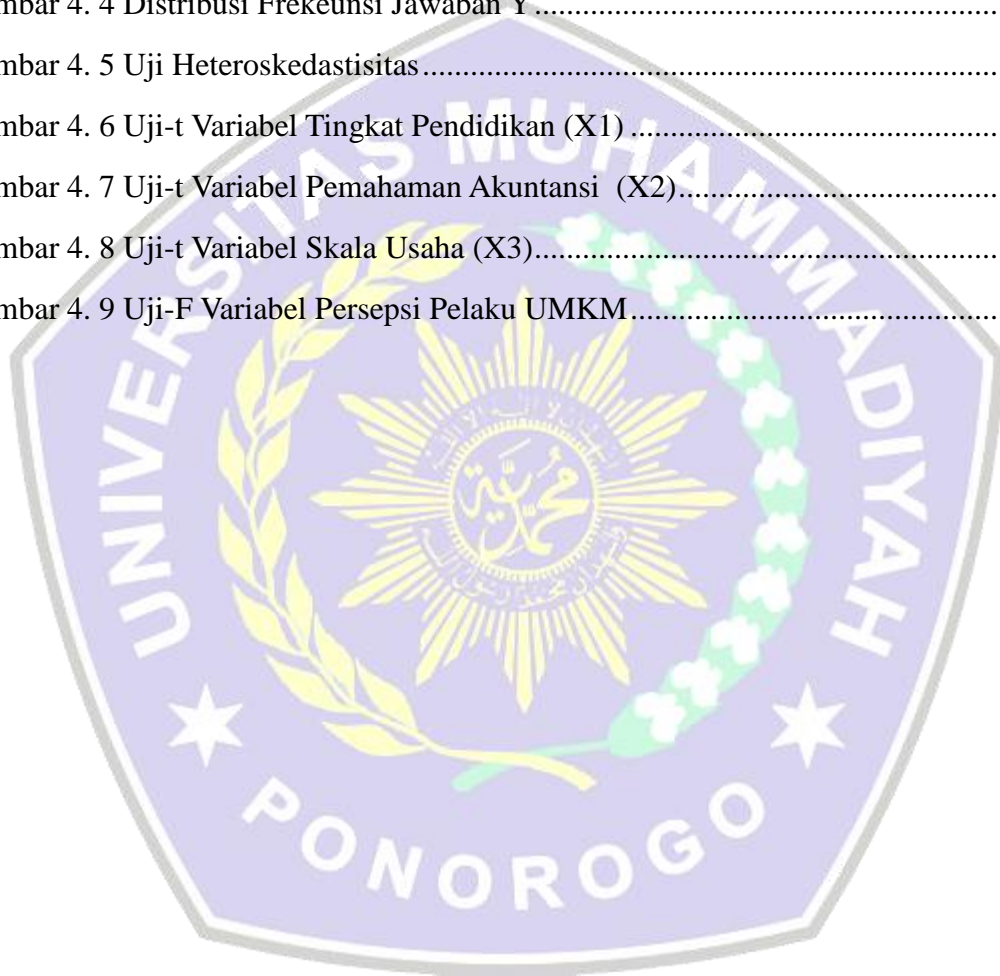 mbar 4. 4 Distribusi Frekeunsi Jawaban Y
mbar 4. 5 Uji Heteroskedastisitas
mbar 4. 6 Uji-t Variabel Tingkat Pendidikan (X1)
mbar 4. 7 Uji-t Variabel Pemahaman Akuntansi (X2)
mbar 4. 8 Uji-t Variabel Skala Usaha (X3)
mbar 4. 9 Uji-F Variabel Persepsi Pelaku UMKM
UNIVERSITAS MUHAMMADIYAH
PONOROGO